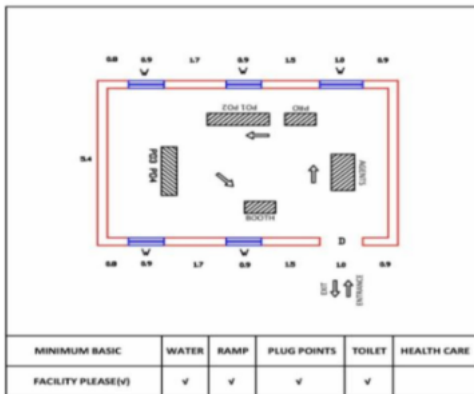 0.8 0.9 1.7 0.9 1.5 1.0 0.9
V V V
PO1 PO2 PRO
5.4 PO3 PO4 AGENTS
BOOTH
D
V V
0.8 0.9 1.7 0.9 1.5 1.0 0.9
EXIT ENTRANCE
MINIMUM BASIC WATER RAMP PLUG POINTS TOILET HEALTH CARE
FACILITY PLEASE(√) √ √ √ √